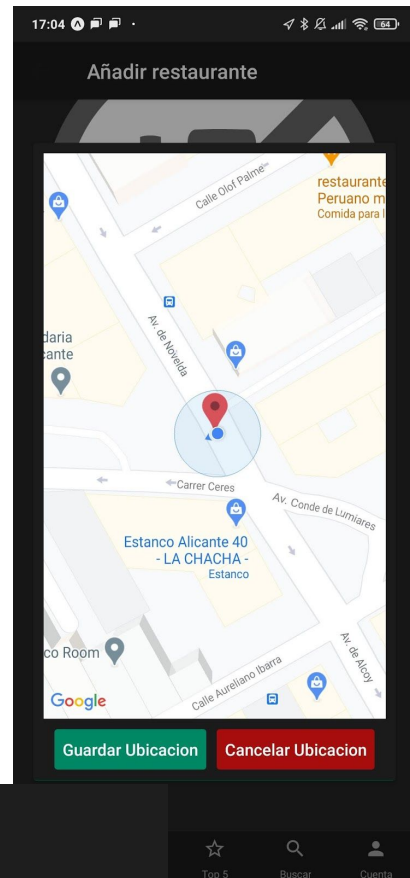 17:04
64
Añadir restaurante
Calle Olof Palme
restaurante
Peruano m
Comida para l
Av. de Novelda
daria
cante
Carrer Ceres
Av. Conde de Lumiares
Estanco Alicante 40
- LA CHACHA -
Estanco
co Room
Calle Aureliano Ibarra
Av. de Alcoy
Google
Guardar Ubicacion
Cancelar Ubicacion
Top 5
Buscar
Cuenta